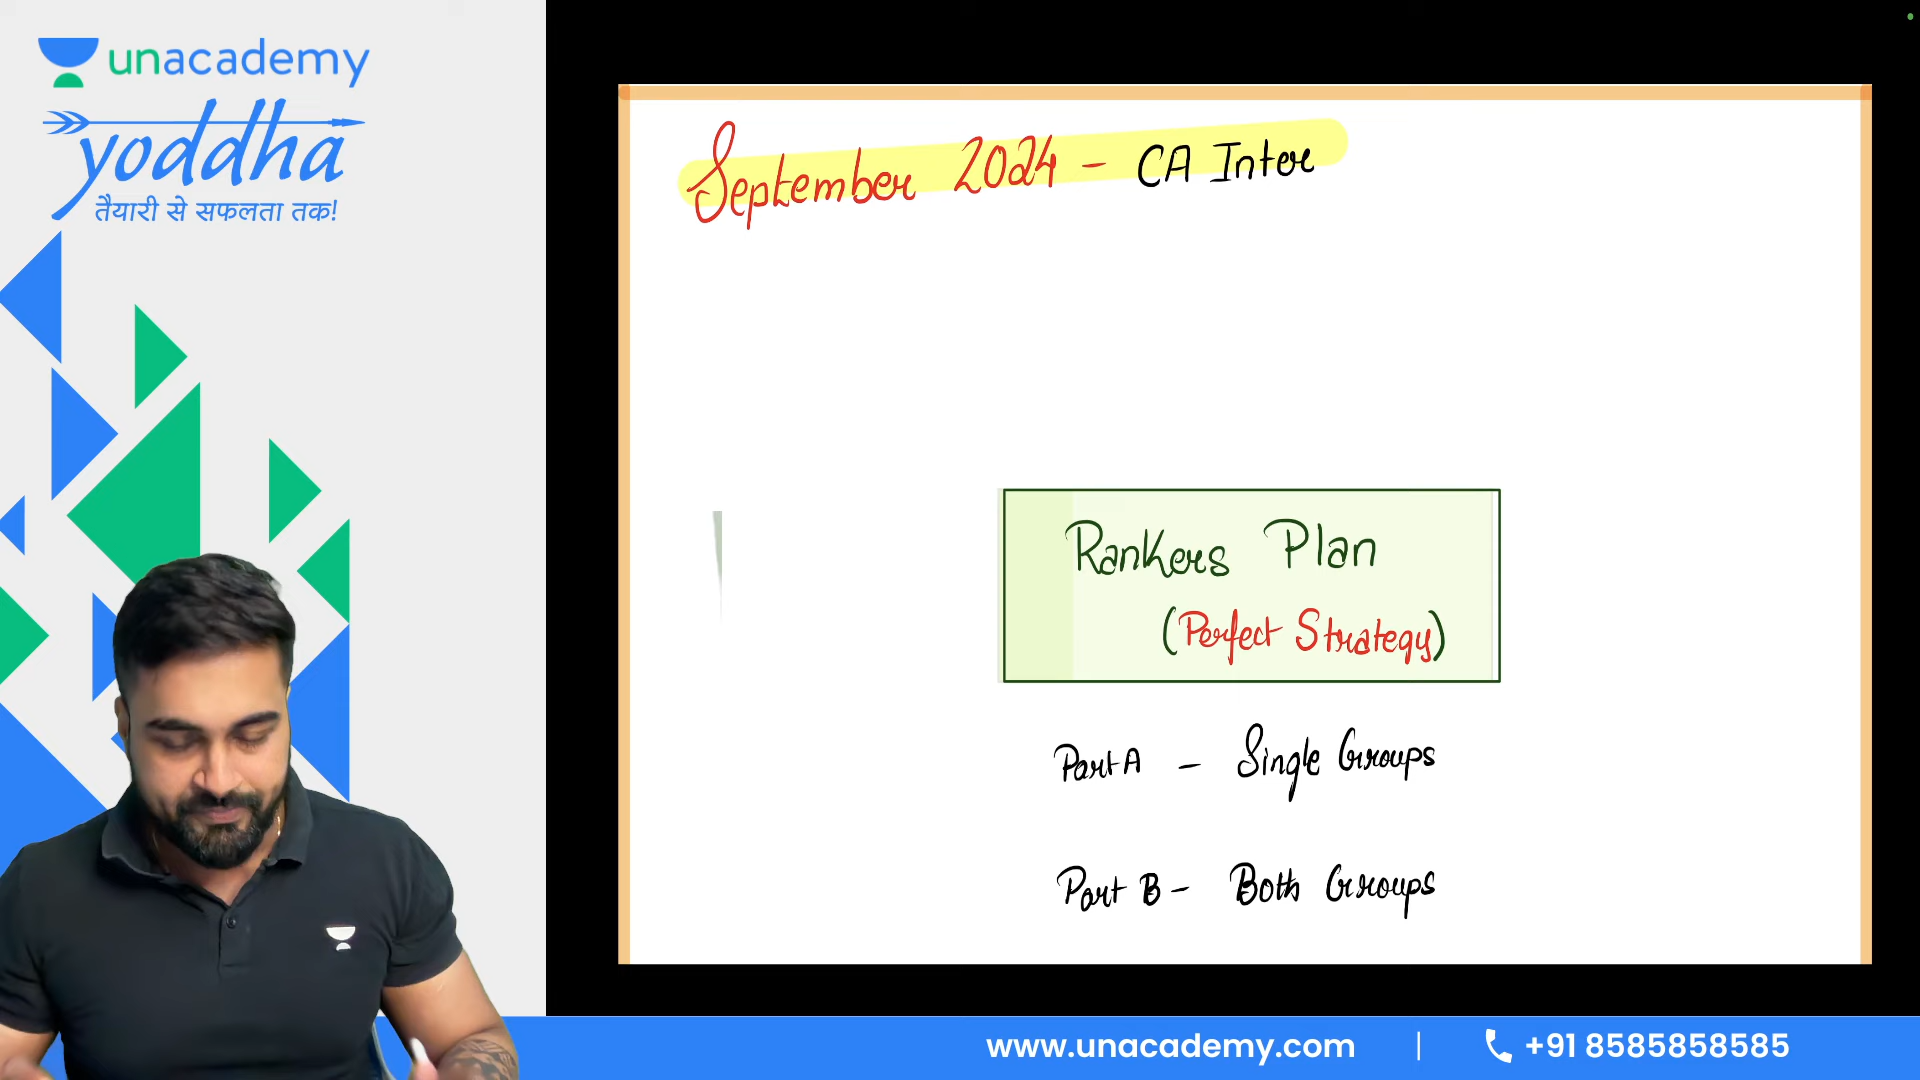 unacademy
yoddha
तैयारी से सफलता तक!
September 2024 - CA Inter
Rankers Plan
(Perfect Strategy)
Part A - Single Groups
Part B - Both Groups
www.unacademy.com | +91 8585858585